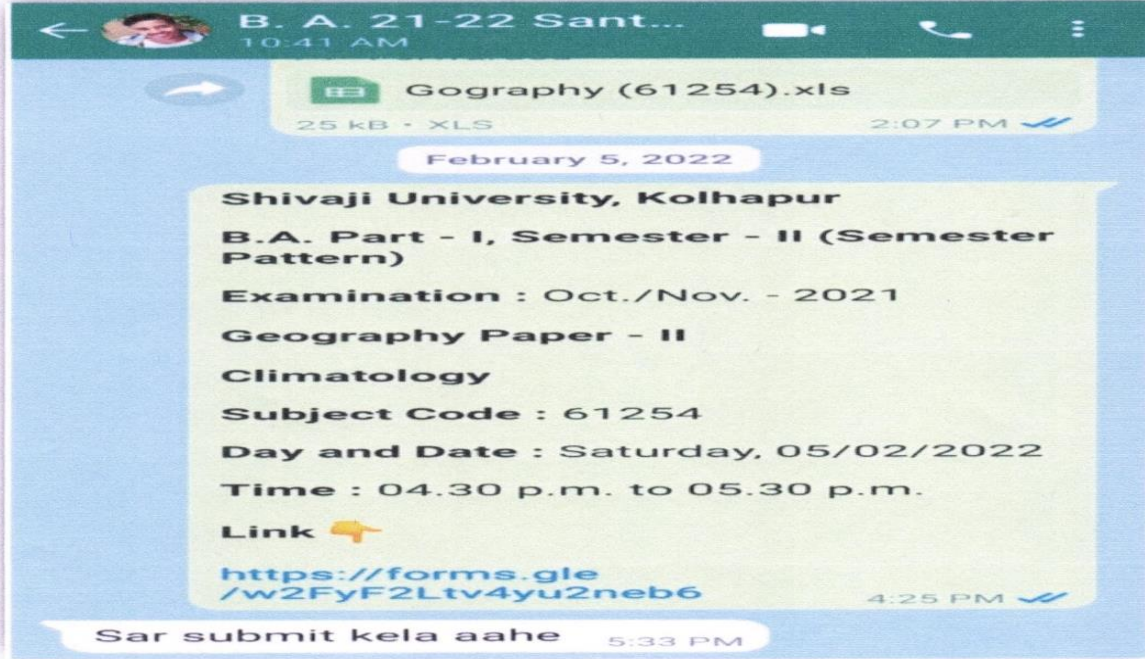 B. A. 21-22 Sant...
10:41 AM
Gography (61254).xls
25 kB • XLS
2:07 PM
February 5, 2022
Shivaji University, Kolhapur
B.A. Part - I, Semester - II (Semester
Pattern)
Examination : Oct./Nov. - 2021
Geography Paper - II
Climatology
Subject Code : 61254
Day and Date : Saturday, 05/02/2022
Time : 04.30 p.m. to 05.30 p.m.
Link 👇
https://forms.gle
/w2FyF2Ltv4yu2neb6
4:25 PM
Sar submit kela aahe
5:33 PM